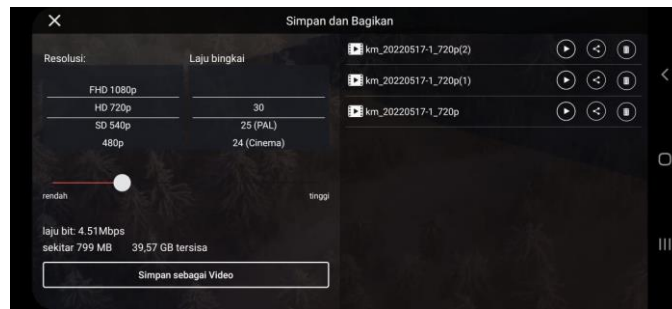 Simpan dan Bagikan
Resolusi:
Laju bingkai
FHD 1080p
HD 720p
SD 540p
480p
30
25 (PAL)
24 (Cinema)
rendah
tinggi
laju bit: 4.51Mbps
sekitar 799 MB 39,57 GB tersisa
Simpan sebagai Video
km_20220517-1_720p(2)
km_20220517-1_720p(1)
km_20220517-1_720p